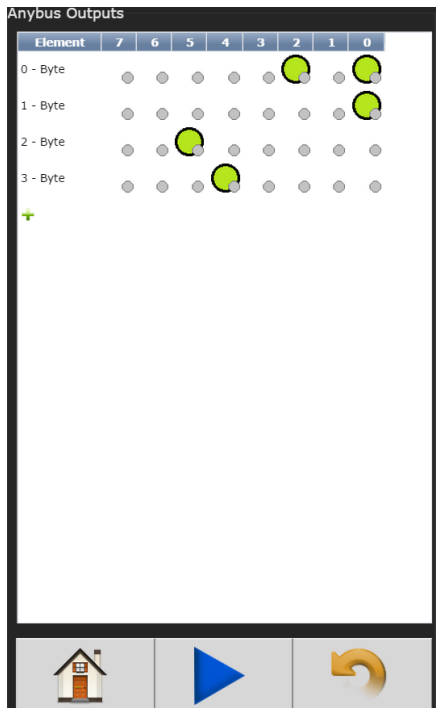 Anybus Outputs
Element 7 6 5 4 3 2 1 0
0 - Byte
1 - Byte
2 - Byte
3 - Byte